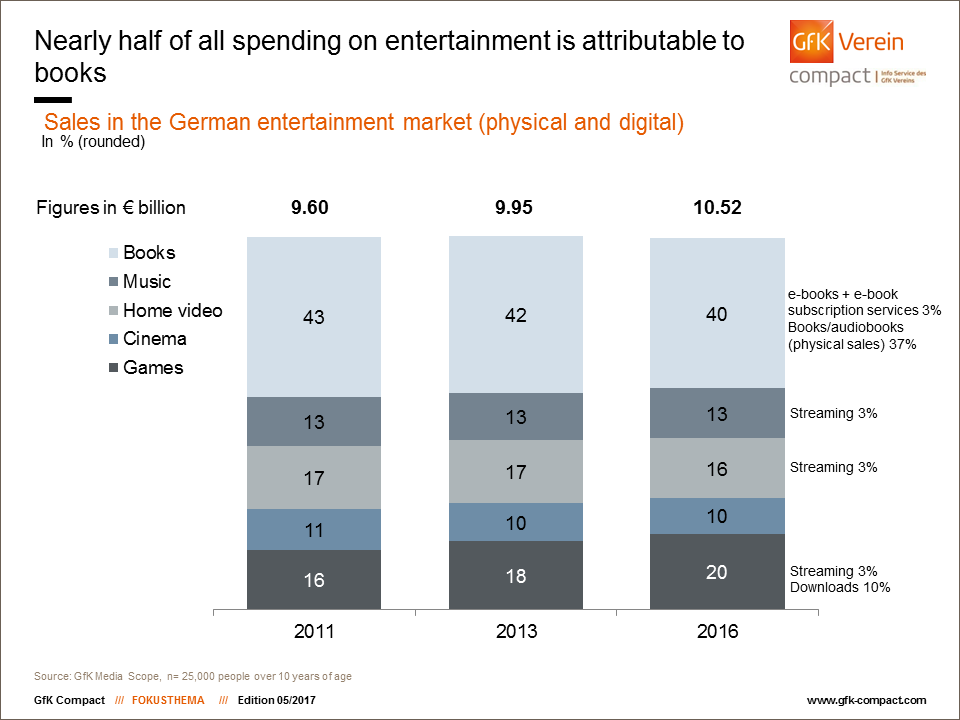 Nearly half of all spending on entertainment is attributable to
books
GfK Verein
compact | Info Service des
GfK Vereins
Sales in the German entertainment market (physical and digital)
In % (rounded)
Figures in € billion 9.60 9.95 10.52
Books
Music
Home video
Cinema
Games
43 42 40
13 13 13
17 17 16
11 10 10
16 18 20
e-books + e-book
subscription services 3%
Books/audiobooks
(physical sales) 37%
Streaming 3%
Streaming 3%
Streaming 3%
Downloads 10%
2011 2013 2016
Source: GfK Media Scope, n= 25,000 people over 10 years of age
GfK Compact /// FOKUSTHEMA /// Edition 05/2017 www.gfk-compact.com